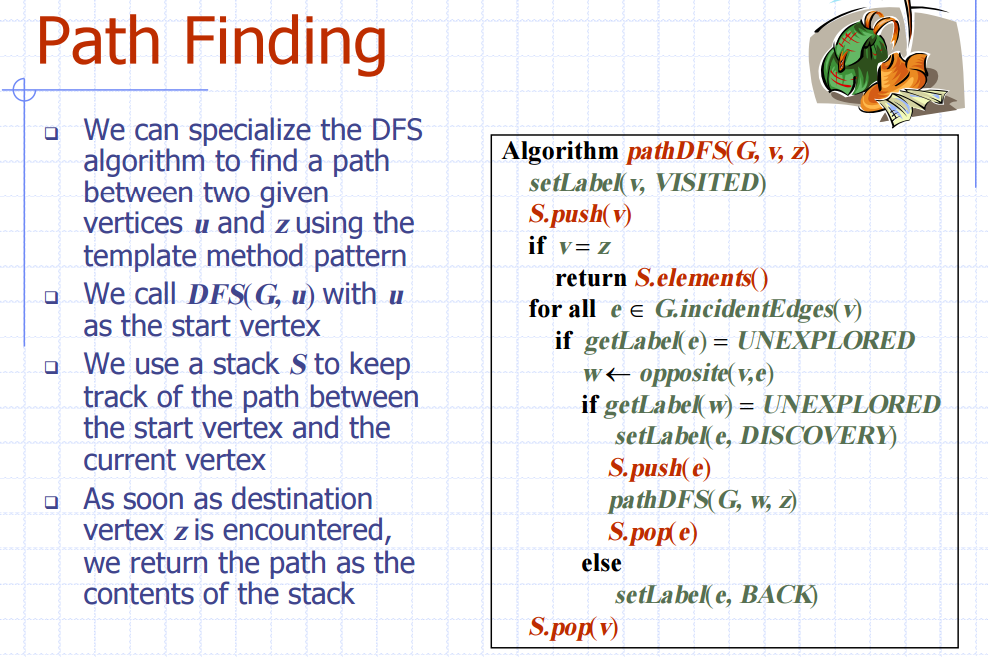 Path Finding
We can specialize the DFS
algorithm to find a path
between two given
vertices u and z using the
template method pattern
We call DFS(G, u) with u
as the start vertex
We use a stack S to keep
track of the path between
the start vertex and the
current vertex
As soon as destination
vertex z is encountered,
we return the path as the
contents of the stack
Algorithm pathDFS(G, v, z)
setLabel(v, VISITED)
S.push(v)
if v = z
return S.elements()
for all e ∈ G.incidentEdges(v)
if getLabel(e) = UNEXPLORED
w ← opposite(v,e)
if getLabel(w) = UNEXPLORED
setLabel(e, DISCOVERY)
S.push(e)
pathDFS(G, w, z)
S.pop(e)
else
setLabel(e, BACK)
S.pop(v)